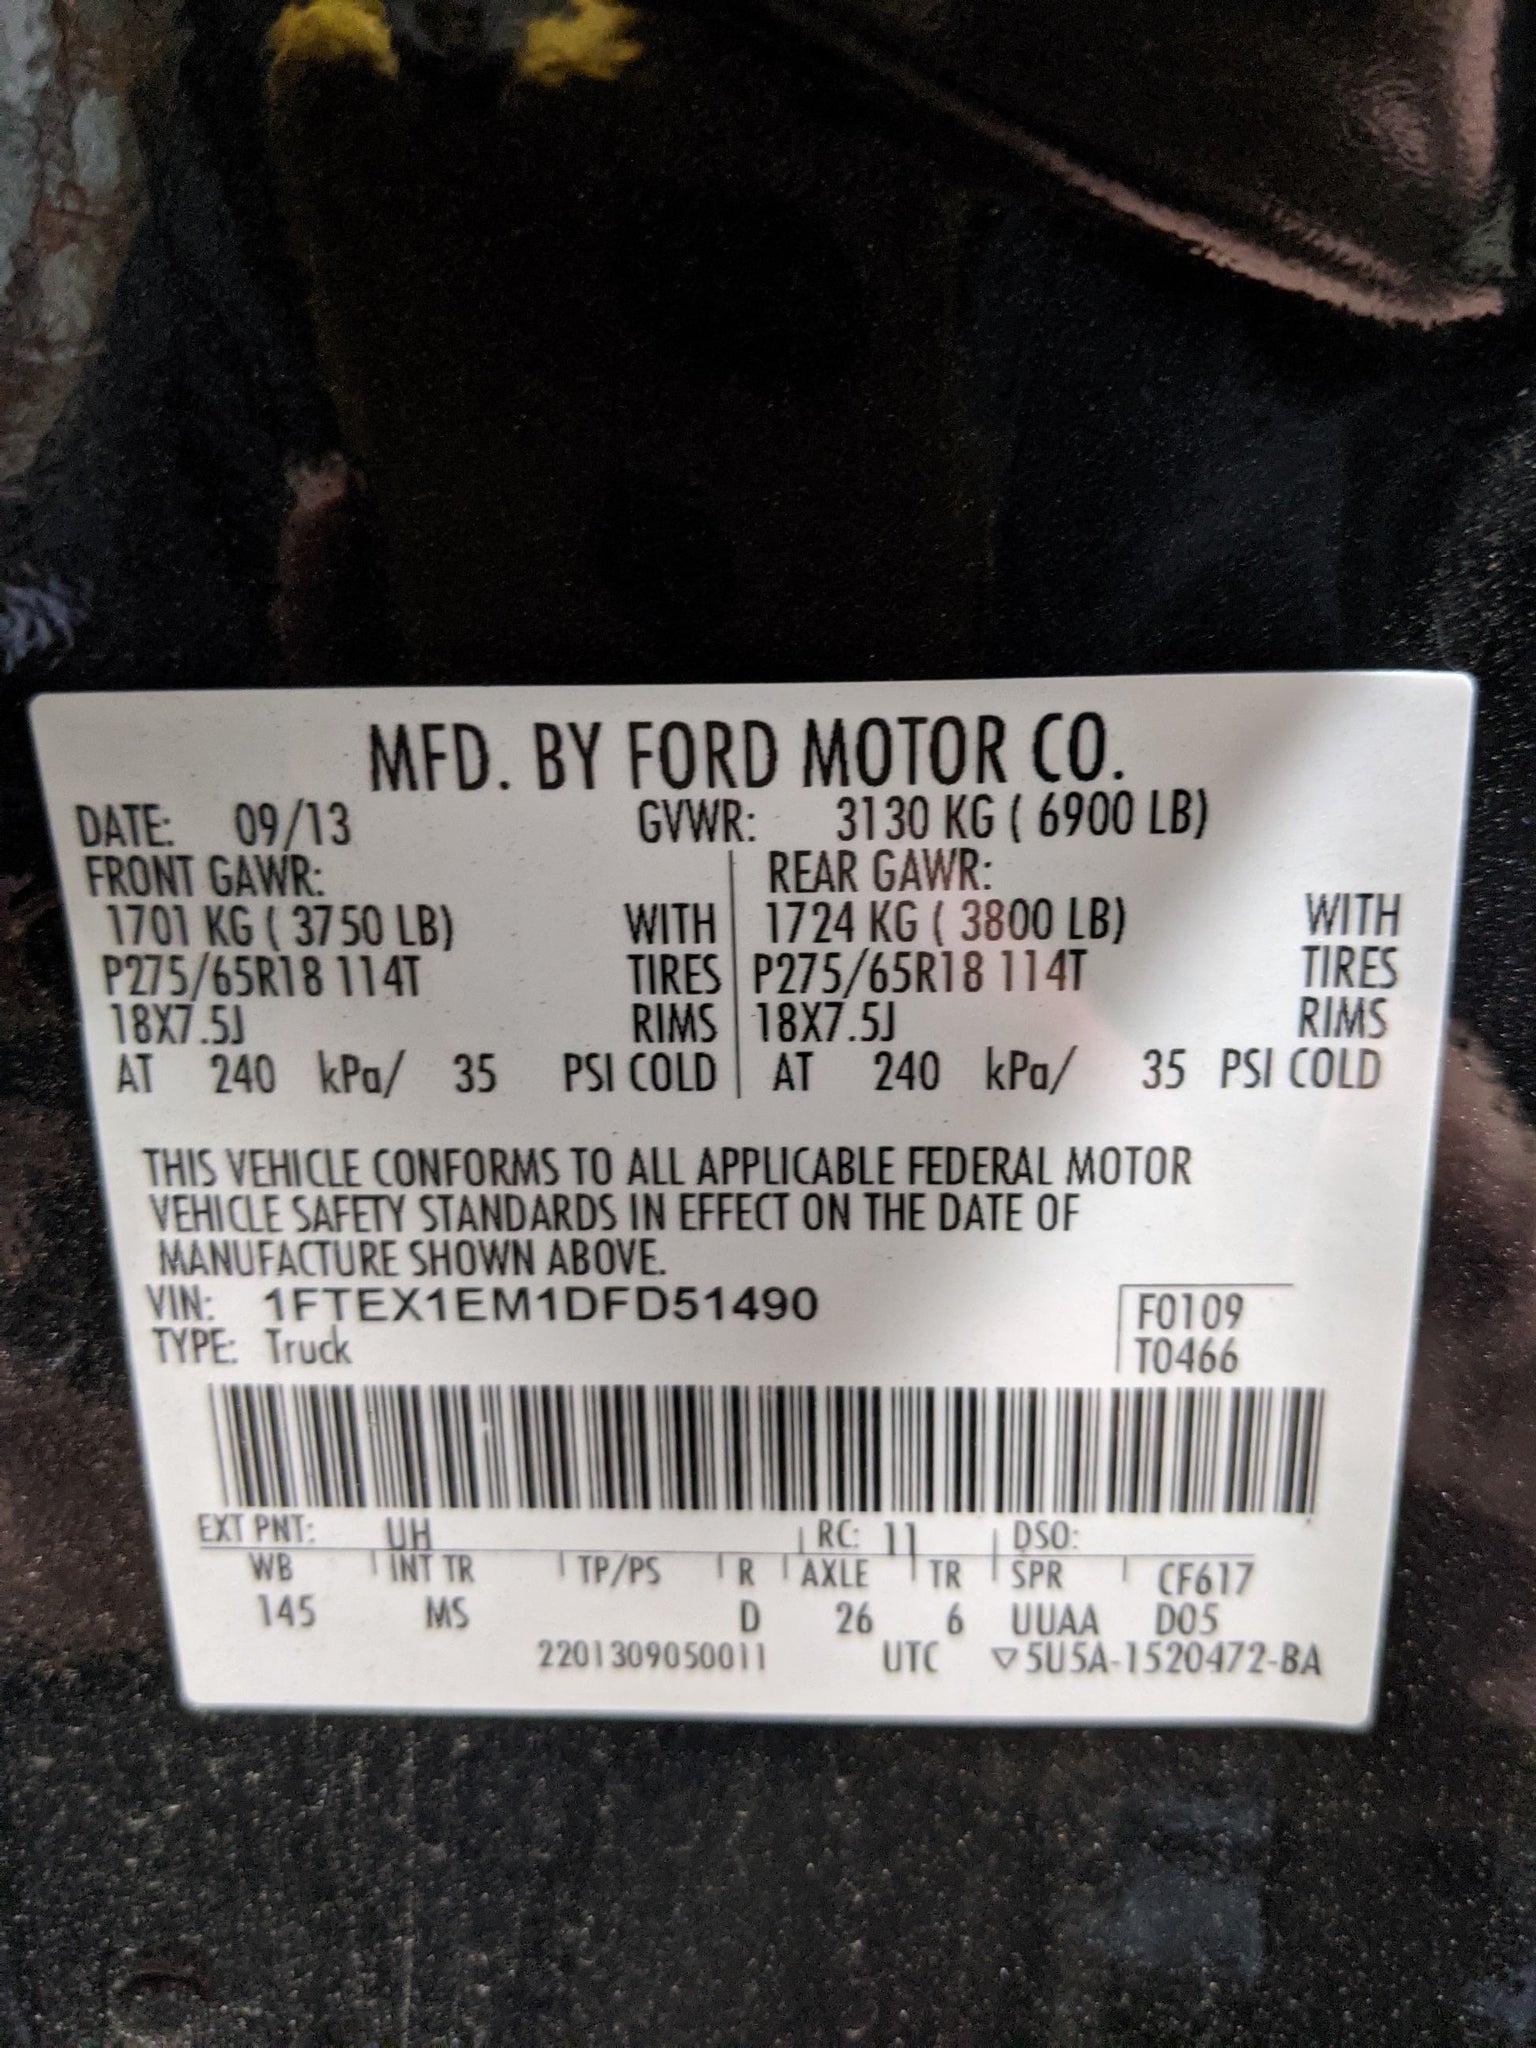 MFD. BY FORD MOTOR CO.
DATE: 09/13 GVWR: 3130 KG ( 6900 LB)
FRONT GAWR: REAR GAWR:
1701 KG ( 3750 LB) WITH 1724 KG ( 3800 LB) WITH
P275/65R18 114T TIRES P275/65R18 114T TIRES
18X7.5J RIMS 18X7.5J RIMS
AT 240 kPa/ 35 PSI COLD AT 240 kPa/ 35 PSI COLD
THIS VEHICLE CONFORMS TO ALL APPLICABLE FEDERAL MOTOR
VEHICLE SAFETY STANDARDS IN EFFECT ON THE DATE OF
MANUFACTURE SHOWN ABOVE.
VIN: 1FTEX1EM1DFD51490 F0109
TYPE: Truck T0466
EXT PNT: UH RC: 11 DSO:
WB INT TR TP/PS R AXLE TR SPR CF617
145 MS D 26 6 UUAA D05
2201309050011 UTC ▽5U5A-1520472-BA